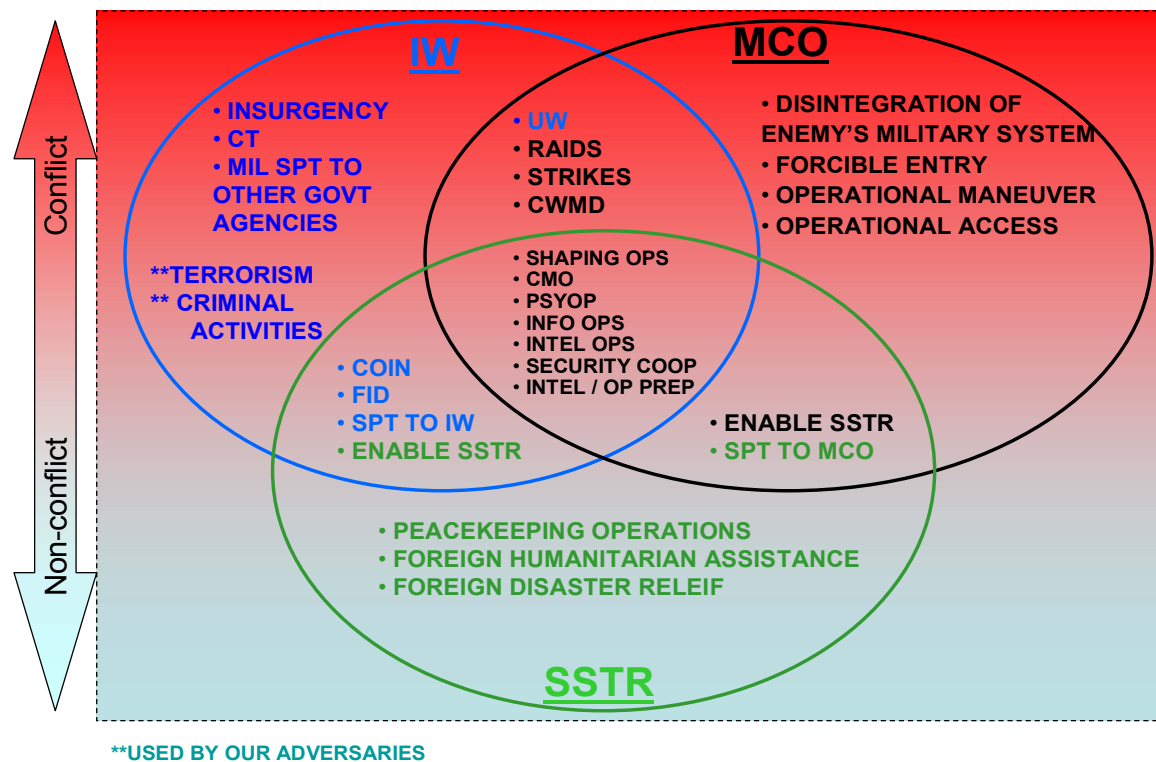 IW
MCO
• INSURGENCY
• CT
• MIL SPT TO
OTHER GOVT
AGENCIES
**TERRORISM
** CRIMINAL
ACTIVITIES
• UW
• RAIDS
• STRIKES
• CWMD
• DISINTEGRATION OF
ENEMY'S MILITARY SYSTEM
• FORCIBLE ENTRY
• OPERATIONAL MANEUVER
• OPERATIONAL ACCESS
• SHAPING OPS
• CMO
• PSYOP
• INFO OPS
• INTEL OPS
• SECURITY COOP
• INTEL / OP PREP
• COIN
• FID
• SPT TO IW
• ENABLE SSTR
• ENABLE SSTR
• SPT TO MCO
• PEACEKEEPING OPERATIONS
• FOREIGN HUMANITARIAN ASSISTANCE
• FOREIGN DISASTER RELEIF
SSTR
Conflict
Non-conflict
**USED BY OUR ADVERSARIES